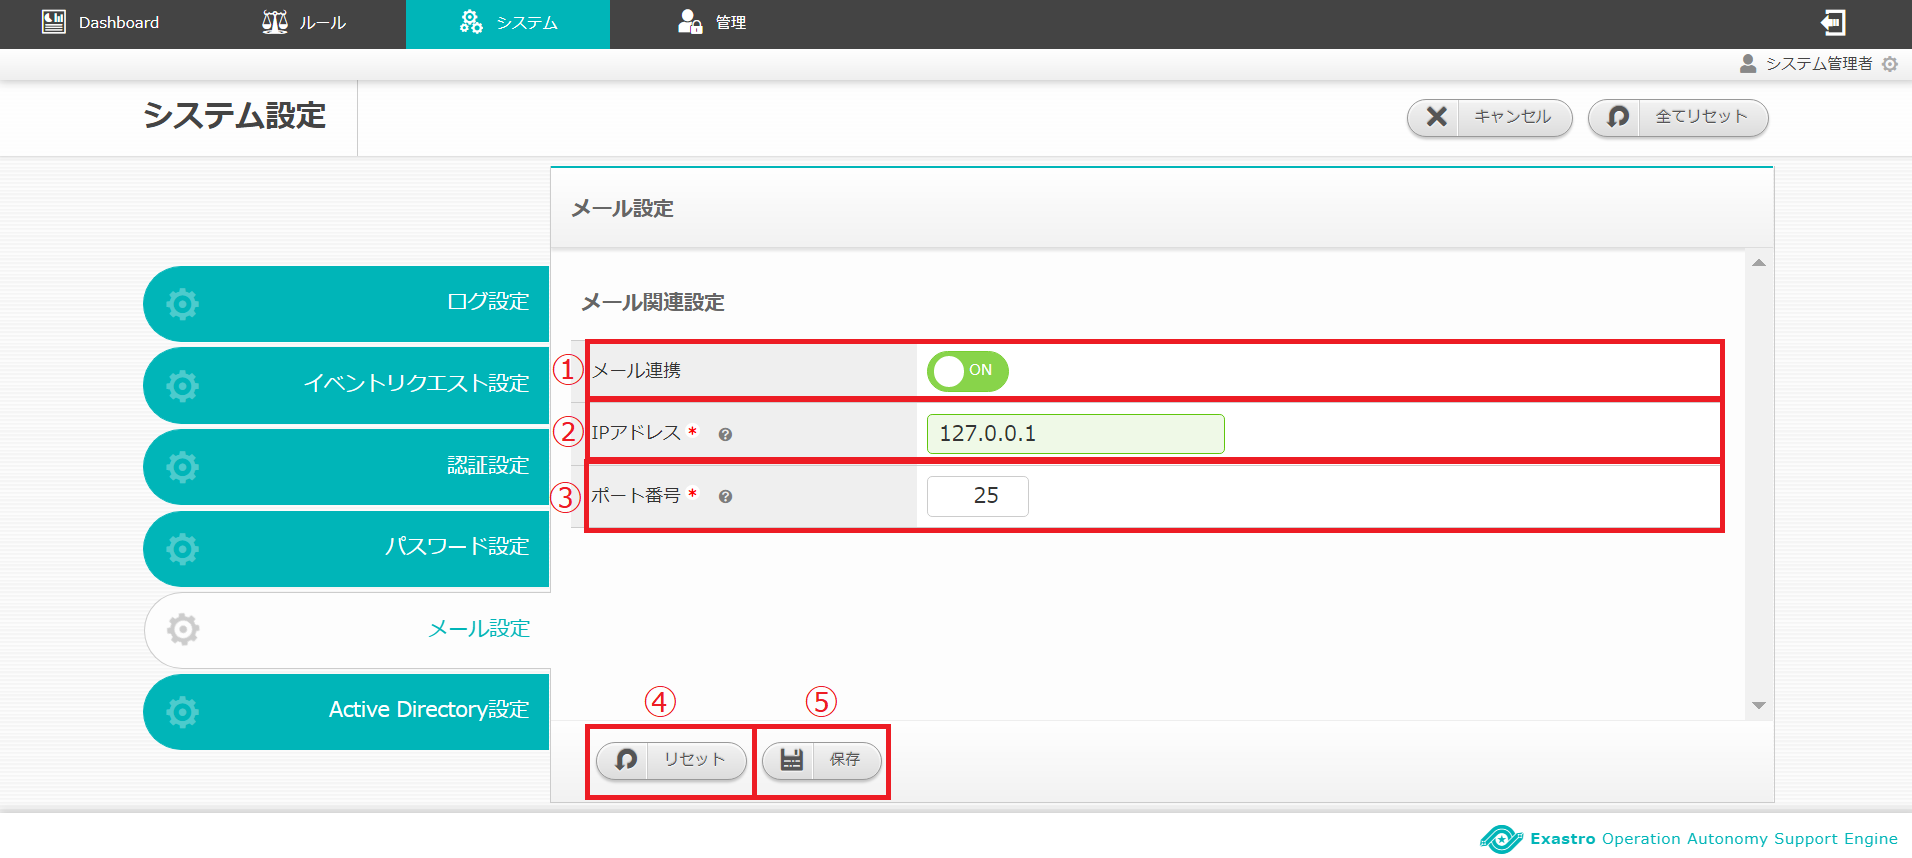 Dashboard
ルール
システム
管理
システム管理者
システム設定
キャンセル
全てリセット
メール設定
メール関連設定
ログ設定
イベントリクエスト設定
認証設定
パスワード設定
メール設定
Active Directory設定
① メール連携 ON
② IPアドレス * ? 127.0.0.1
③ ポート番号 * ? 25
④ ⑤
リセット
保存
Exastro Operation Autonomy Support Engine